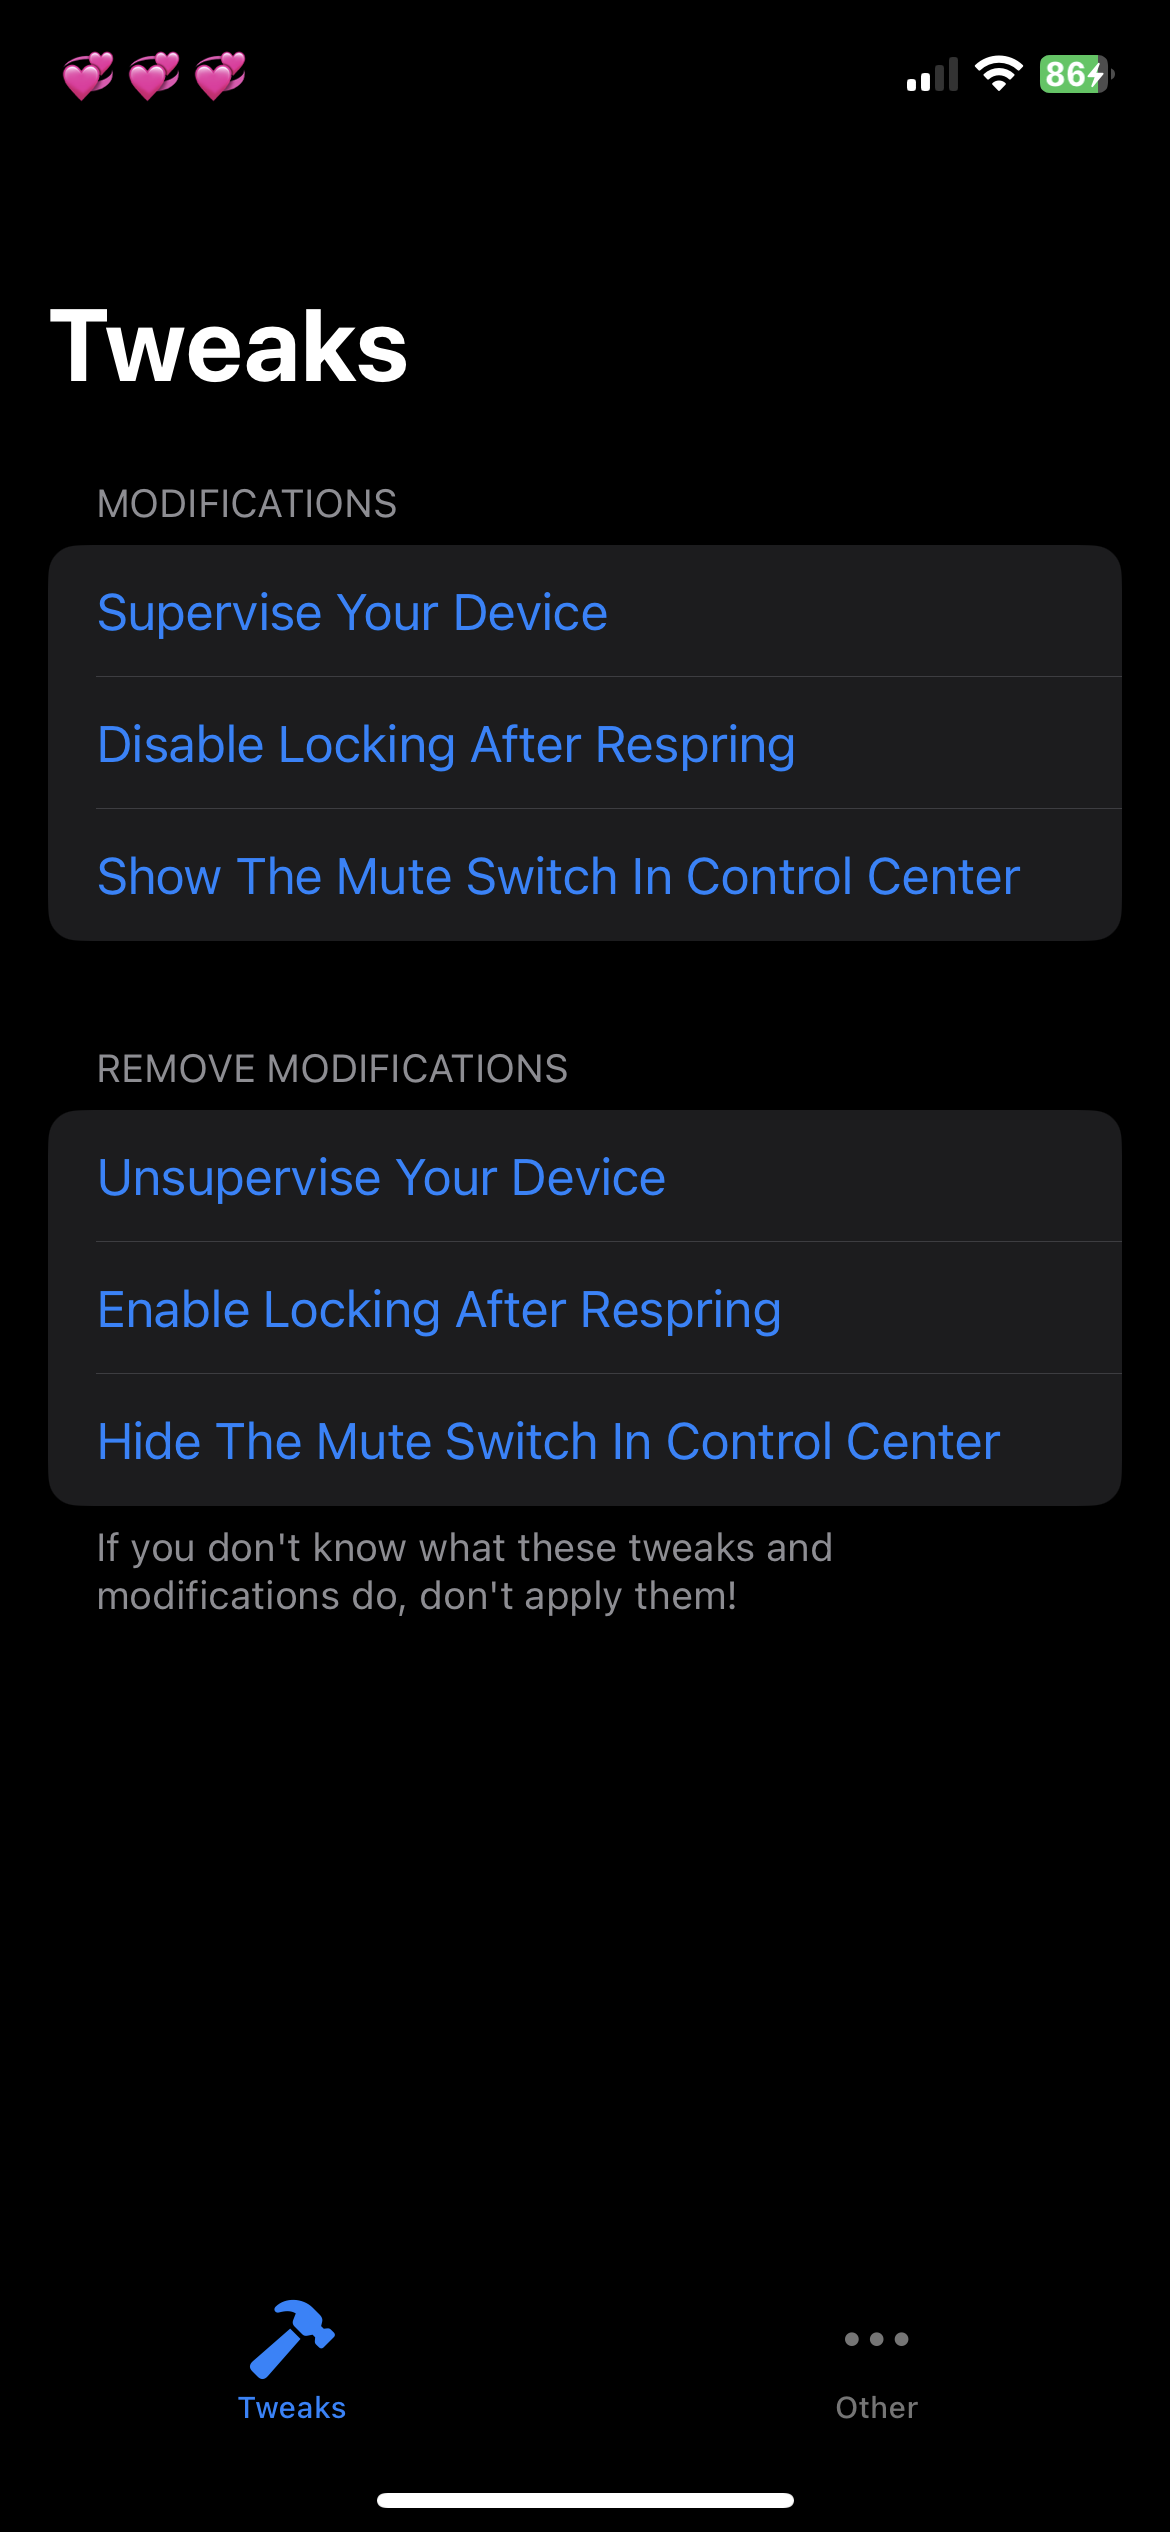 💞 💞 💞
86
Tweaks
MODIFICATIONS
Supervise Your Device
Disable Locking After Respring
Show The Mute Switch In Control Center
REMOVE MODIFICATIONS
Unsupervise Your Device
Enable Locking After Respring
Hide The Mute Switch In Control Center
If you don't know what these tweaks and
modifications do, don't apply them!
Tweaks
Other